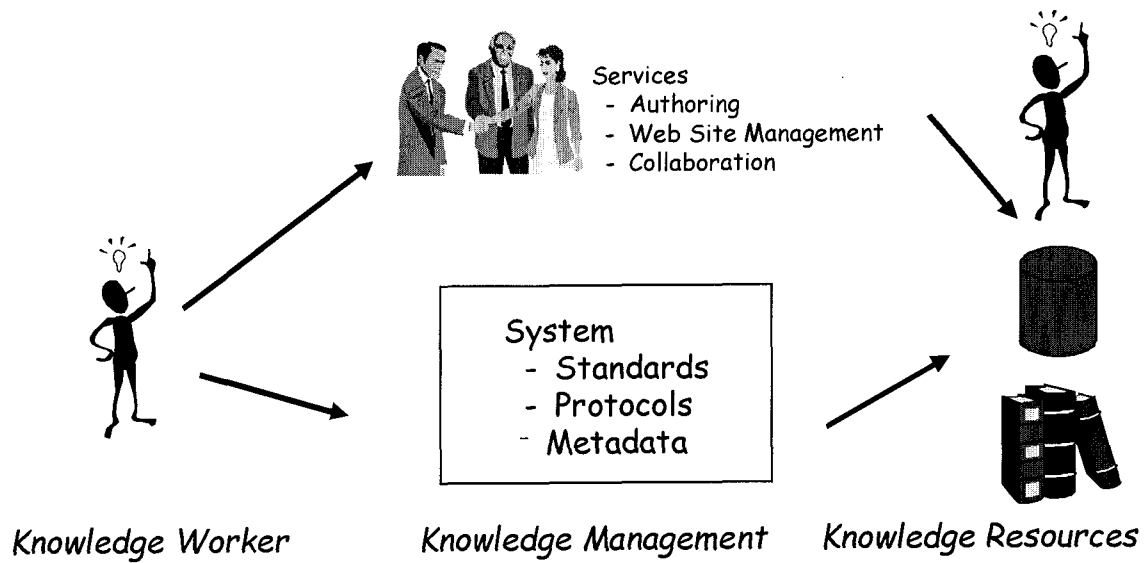 Services
- Authoring
- Web Site Management
- Collaboration
System
- Standards
- Protocols
- Metadata
Knowledge Worker
Knowledge Management
Knowledge Resources